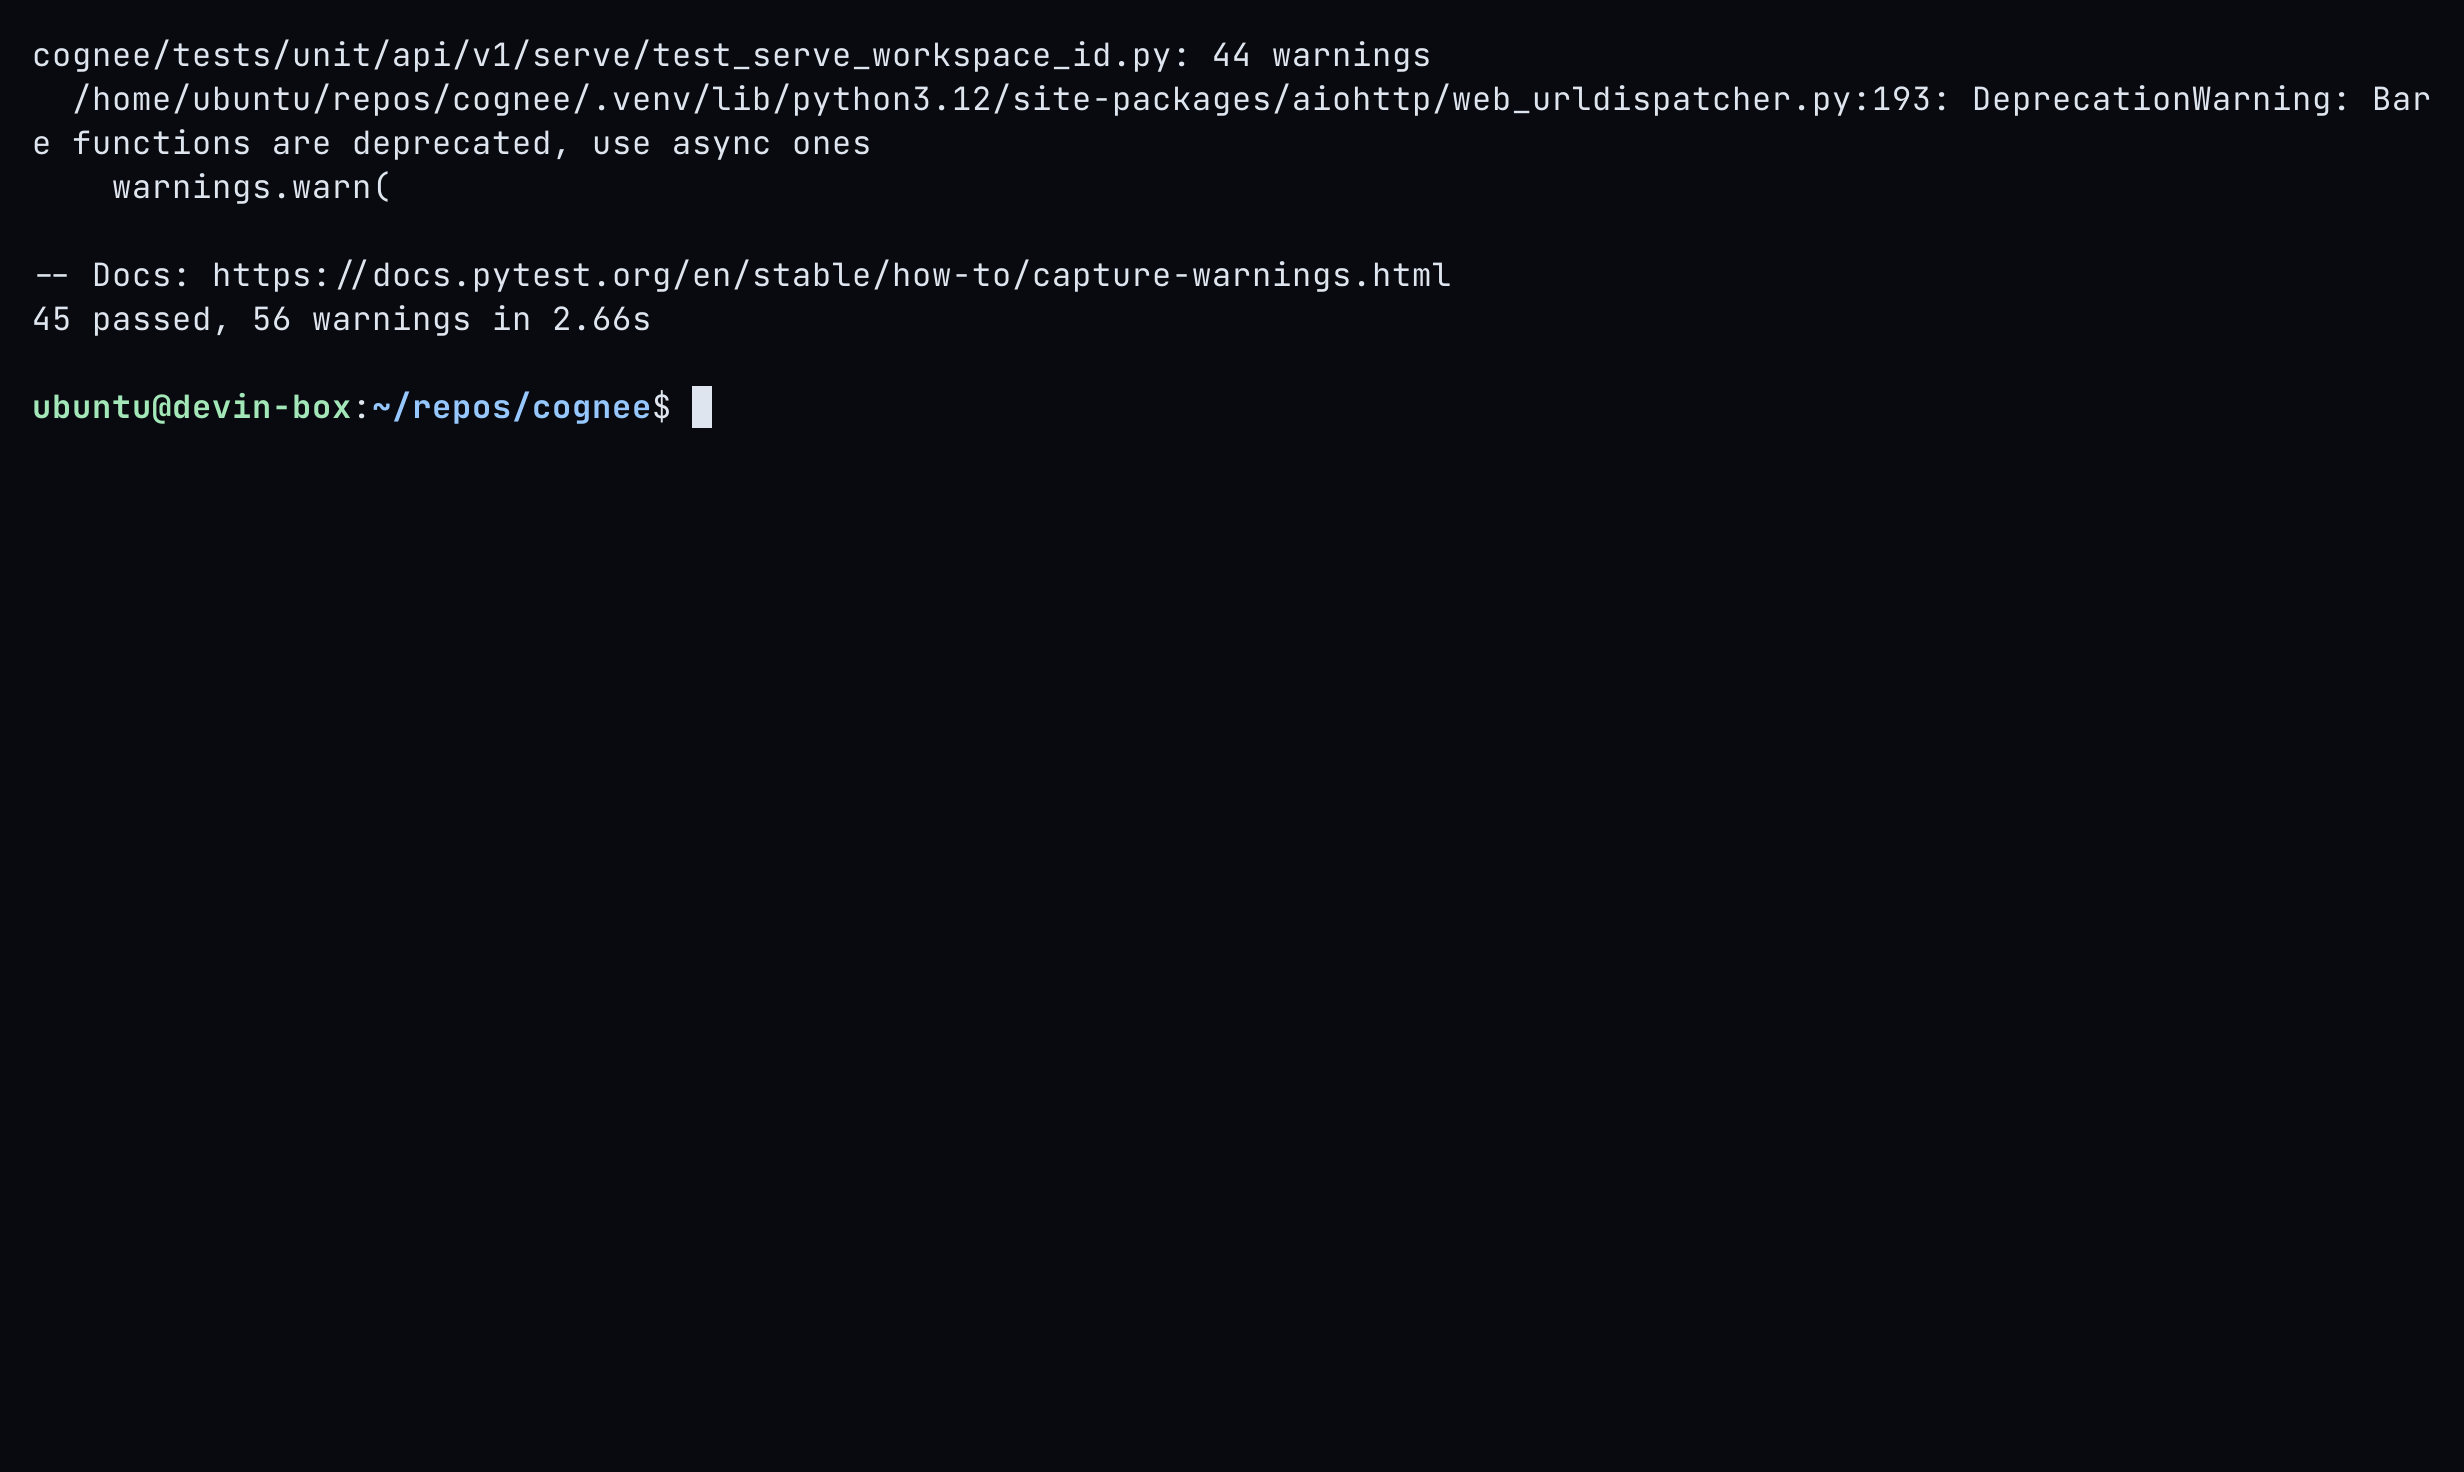 cognee/tests/unit/api/v1/serve/test_serve_workspace_id.py: 44 warnings
  /home/ubuntu/repos/cognee/.venv/lib/python3.12/site-packages/aiohttp/web_urldispatcher.py:193: DeprecationWarning: Bar
e functions are deprecated, use async ones
    warnings.warn(

-- Docs: https://docs.pytest.org/en/stable/how-to/capture-warnings.html
45 passed, 56 warnings in 2.66s

ubuntu@devin-box:~/repos/cognee$